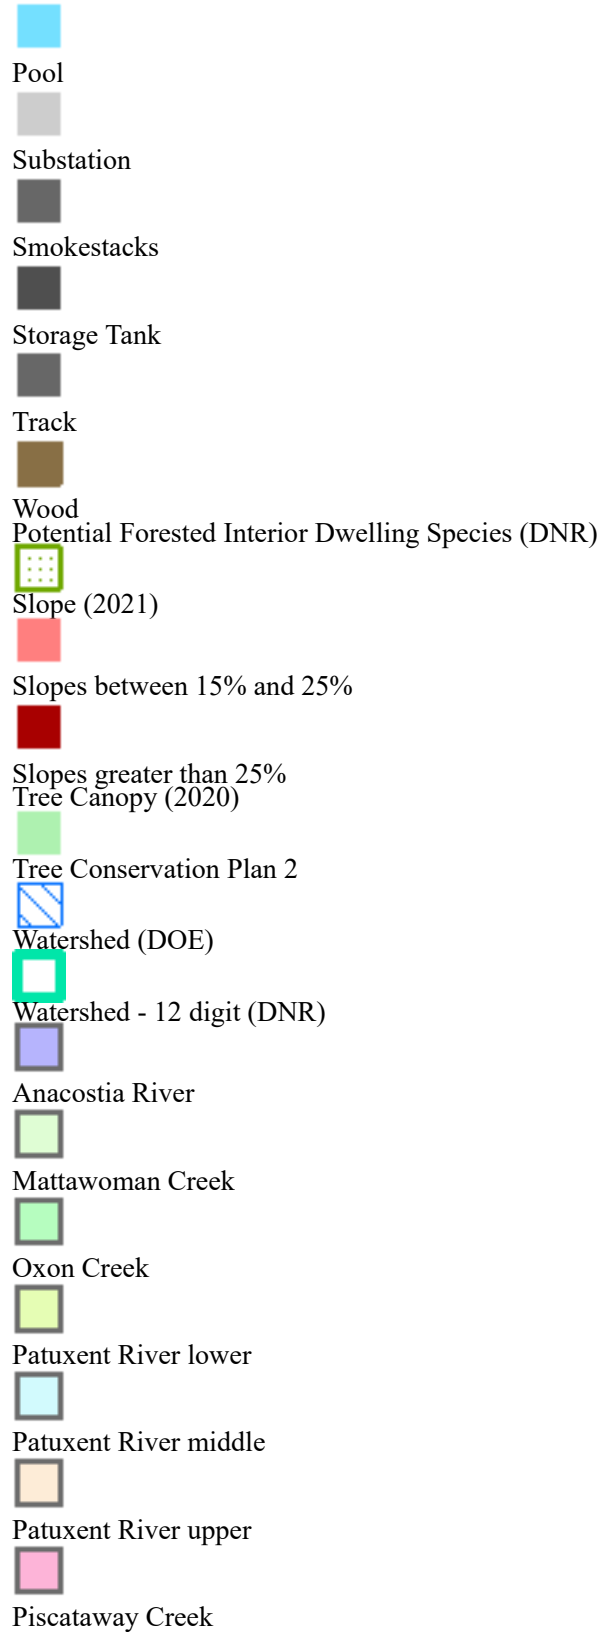 Pool
Substation
Smokestacks
Storage Tank
Track
Wood
Potential Forested Interior Dwelling Species (DNR)
Slope (2021)
Slopes between 15% and 25%
Slopes greater than 25%
Tree Canopy (2020)
Tree Conservation Plan 2
Watershed (DOE)
Watershed - 12 digit (DNR)
Anacostia River
Mattawoman Creek
Oxon Creek
Patuxent River lower
Patuxent River middle
Patuxent River upper
Piscataway Creek